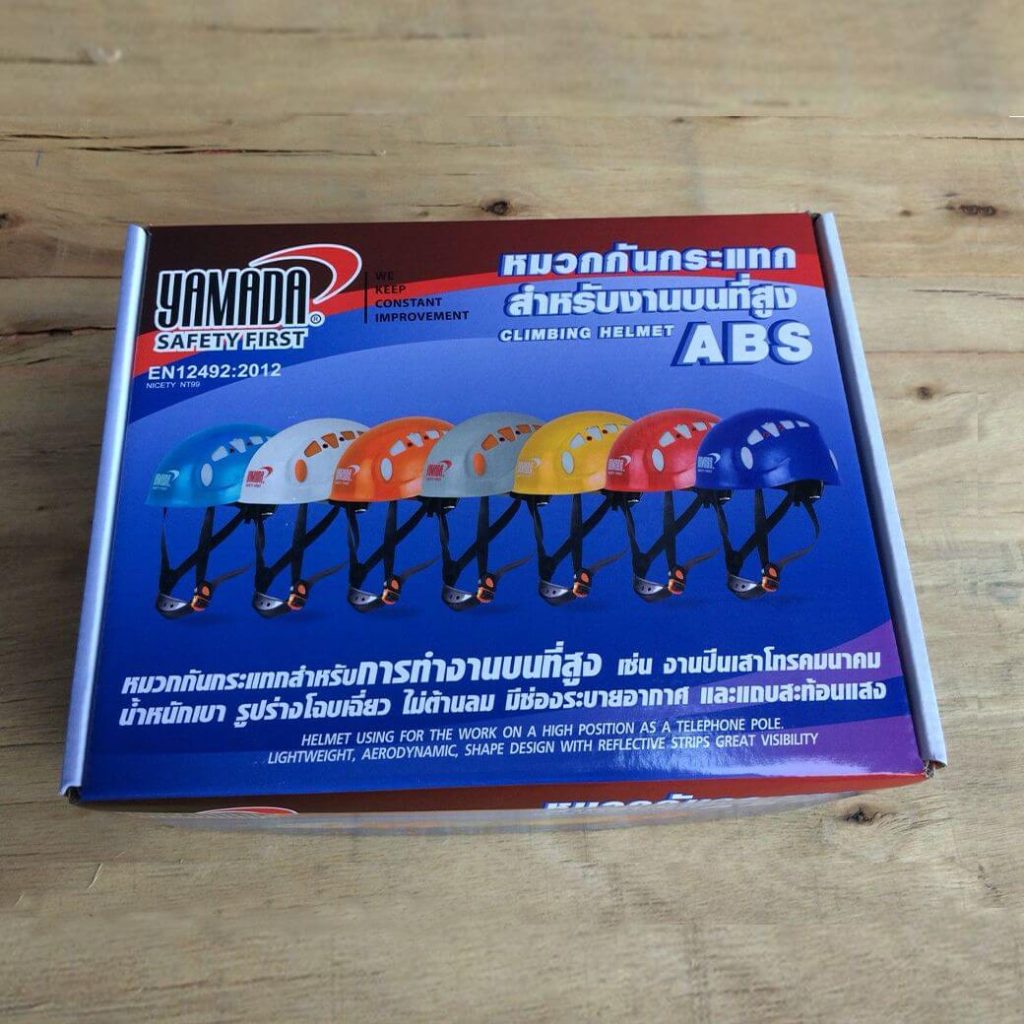 YAMADA®
SAFETY FIRST
WE
KEEP
CONSTANT
IMPROVEMENT
EN12492:2012
NICETY NT99
หมวกกันกระแทก
สำหรับงานบนที่สูง
CLIMBING HELMET ABS
หมวกกันกระแทกสำหรับการทำงานบนที่สูง เช่น งานปีนเสาโทรคมนาคม
น้ำหนักเบา รูปร่างโฉบเฉี่ยว ไม่ต้านลม มีช่องระบายอากาศ และแถบสะท้อนแสง
HELMET USING FOR THE WORK ON A HIGH POSITION AS A TELEPHONE POLE.
LIGHTWEIGHT, AERODYNAMIC, SHAPE DESIGN WITH REFLECTIVE STRIPS GREAT VISIBILITY